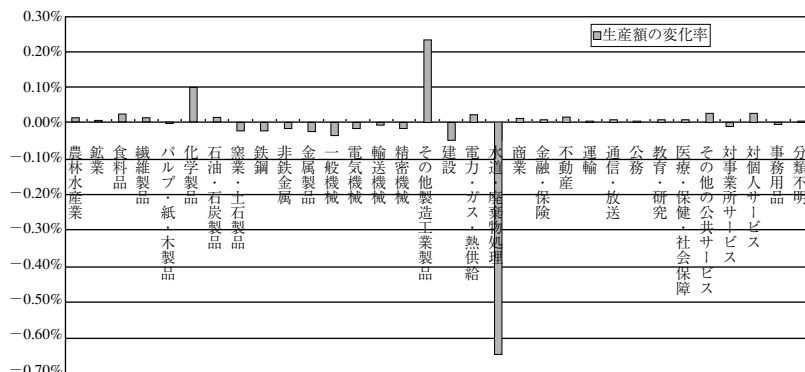 0.30%
0.20%
0.10%
0.00%
－0.10%
－0.20%
－0.30%
－0.40%
－0.50%
－0.60%
－0.70%
生産額の変化率
農林水産業
鉱業
食料品
繊維製品
パルプ・紙・木製品
化学製品
石油・石炭製品
窯業・土石製品
鉄鋼
非鉄金属
金属製品
一般機械
電気機械
輸送機械
精密機械
その他製造工業製品
建設
電力・ガス・熱供給
水道・廃棄物処理
商業
金融・保険
不動産
運輸
通信・放送
公務
教育・研究
医療・保健・社会保障
その他の公共サービス
対事業所サービス
対個人サービス
事務用品
分類不明